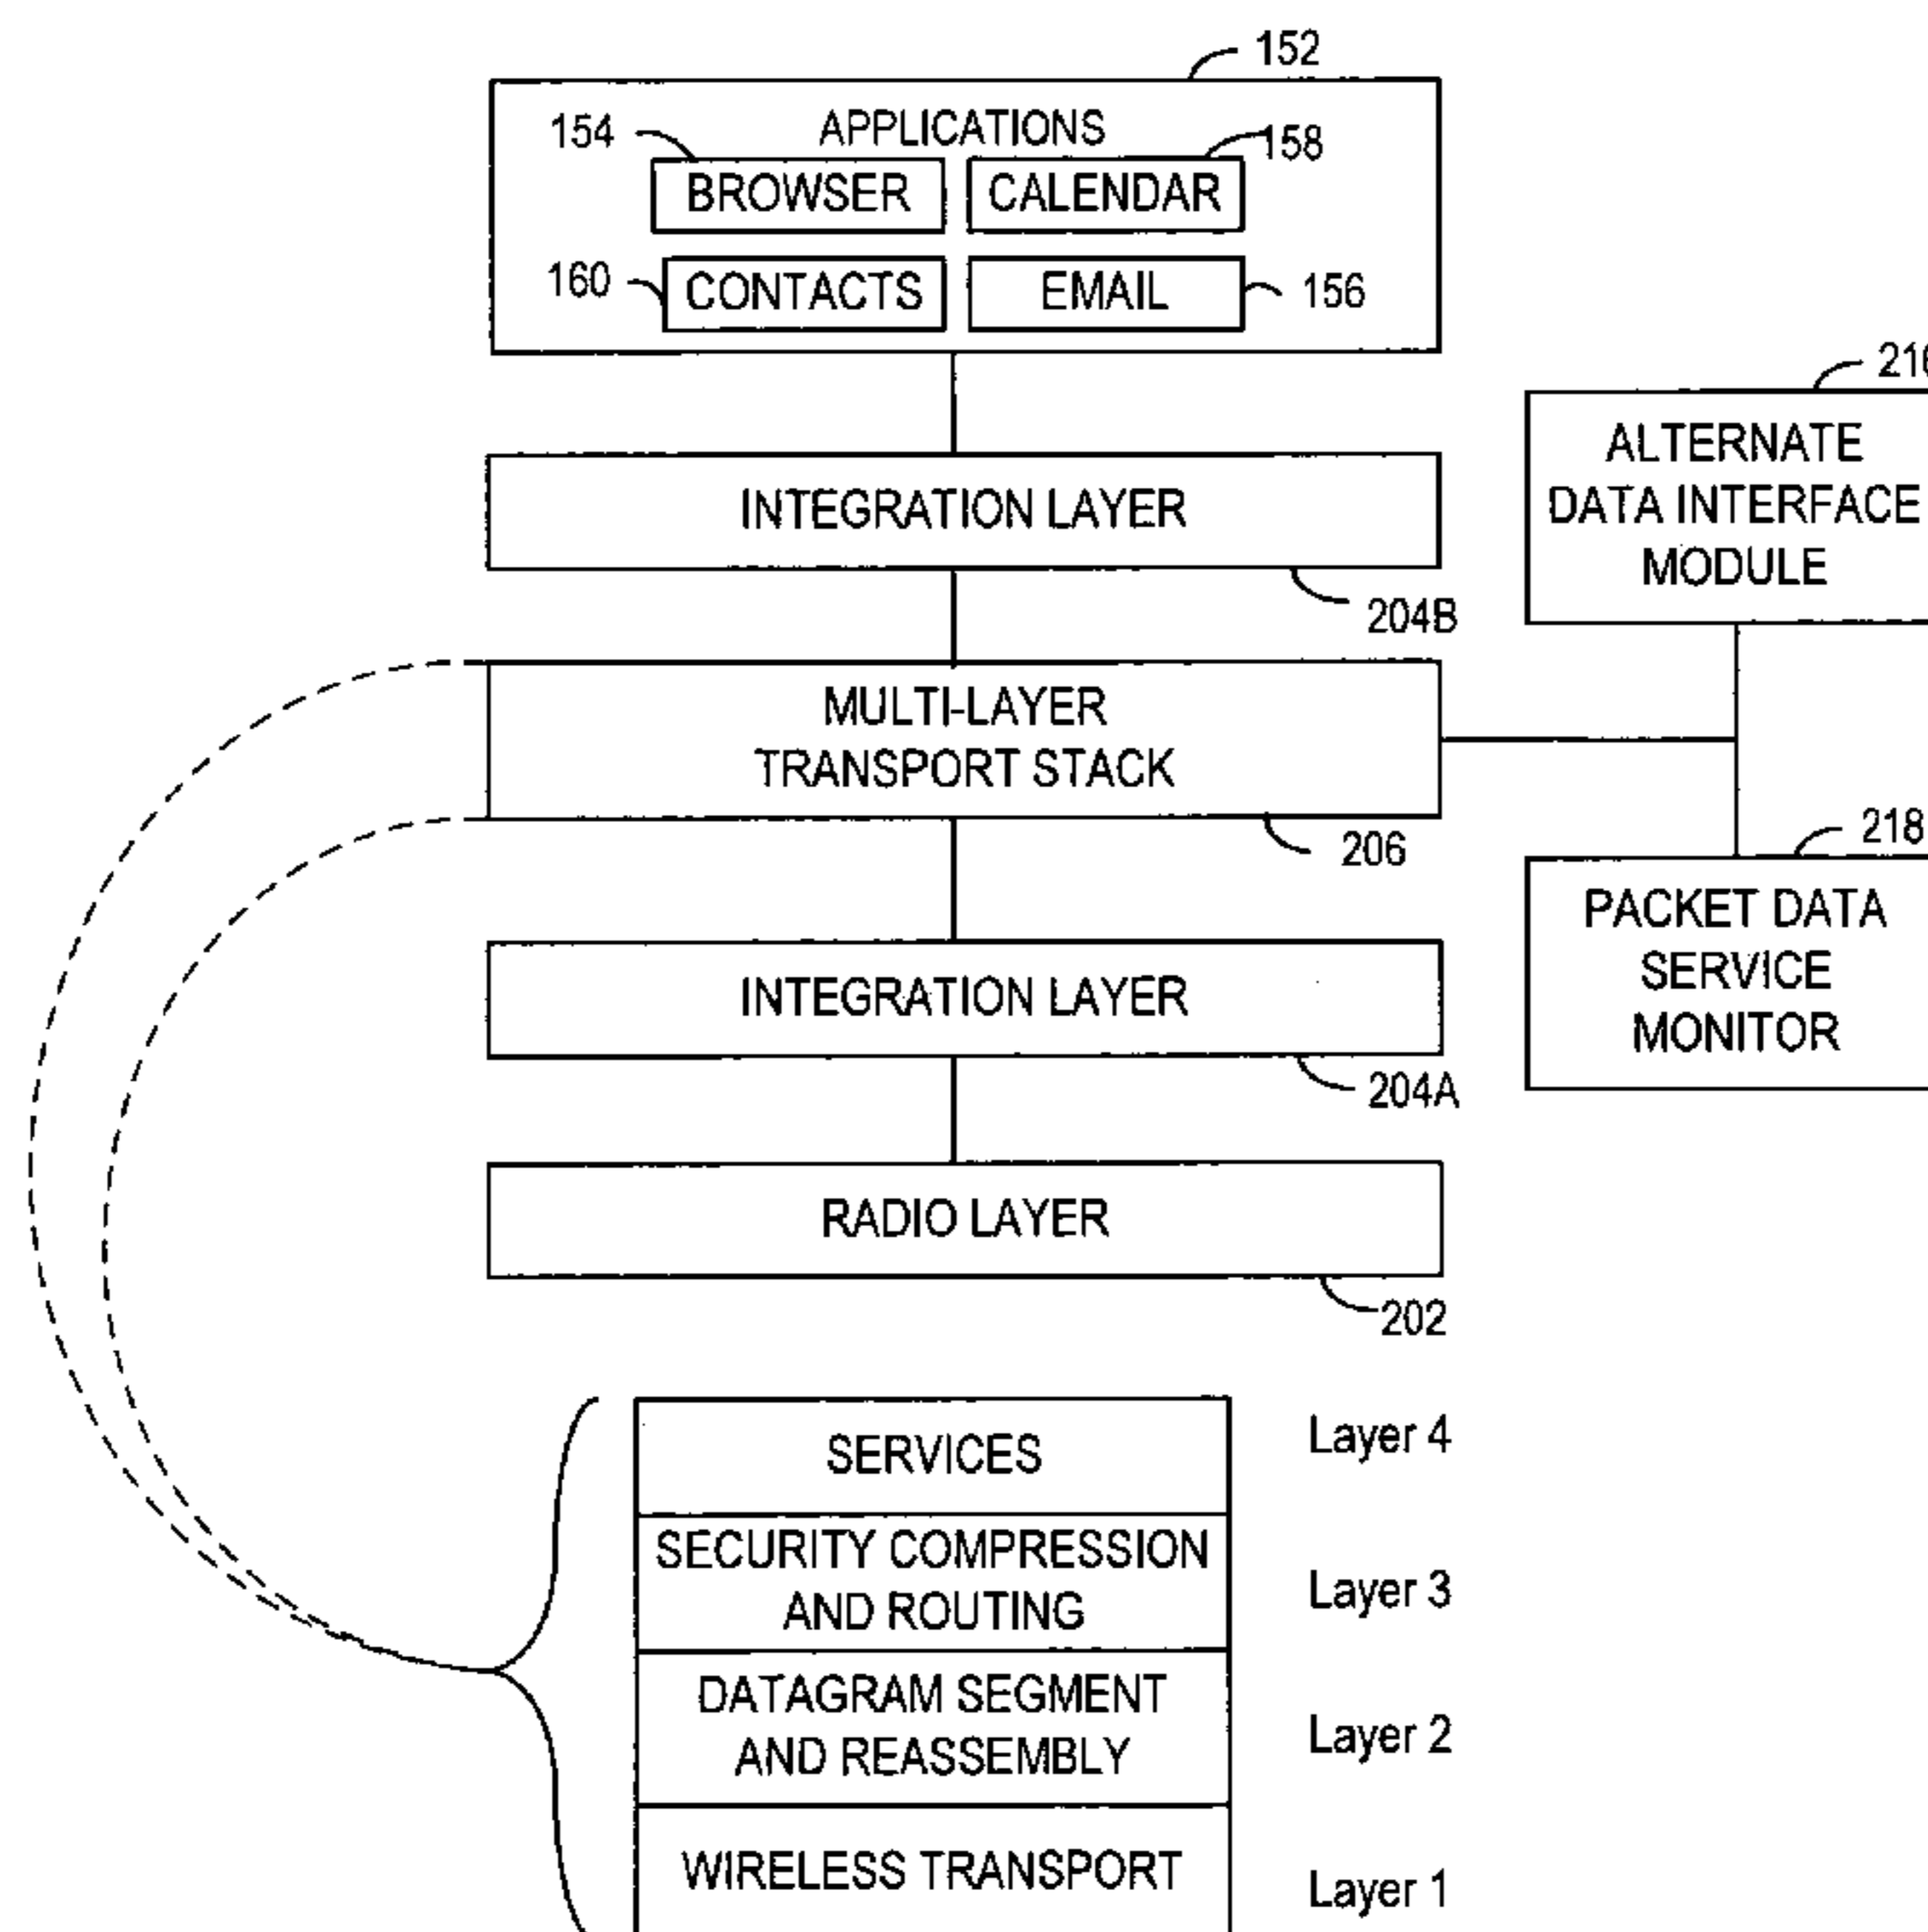 152
APPLICATIONS
154
158
BROWSER
CALENDAR
160
CONTACTS
EMAIL
156
INTEGRATION LAYER
204B
216
ALTERNATE
DATA INTERFACE
MODULE
MULTI-LAYER
TRANSPORT STACK
206
218
PACKET DATA
SERVICE
MONITOR
INTEGRATION LAYER
204A
RADIO LAYER
202
SERVICES
Layer 4
SECURITY COMPRESSION
AND ROUTING
Layer 3
DATAGRAM SEGMENT
AND REASSEMBLY
Layer 2
WIRELESS TRANSPORT
Layer 1